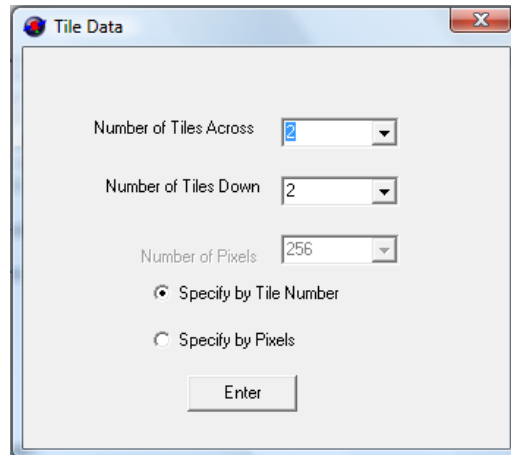 Tile Data
Number of Tiles Across 2
Number of Tiles Down 2
Number of Pixels 256
Specify by Tile Number
Specify by Pixels
Enter